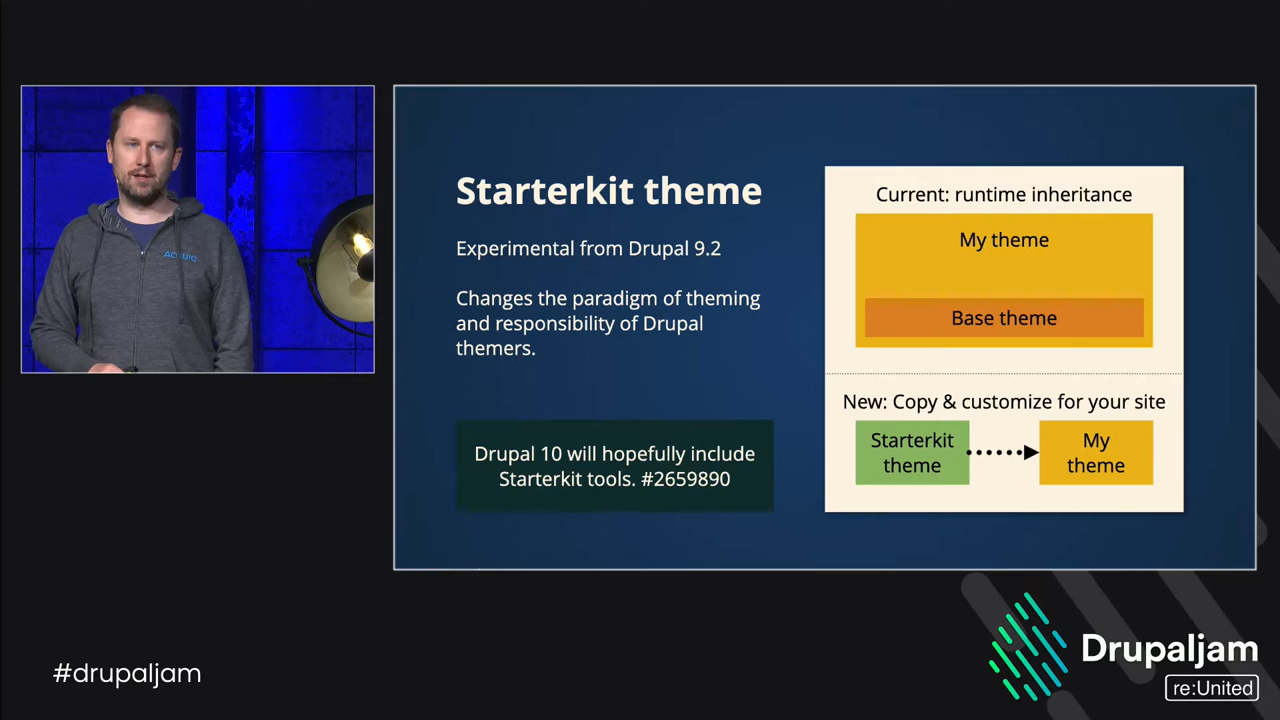 Acquia
Starterkit theme
Experimental from Drupal 9.2
Changes the paradigm of theming
and responsibility of Drupal
themers.
Drupal 10 will hopefully include
Starterkit tools. #2659890
Current: runtime inheritance
My theme
Base theme
New: Copy & customize for your site
Starterkit
theme
My
theme
#drupaljam
Drupaljam
re:United